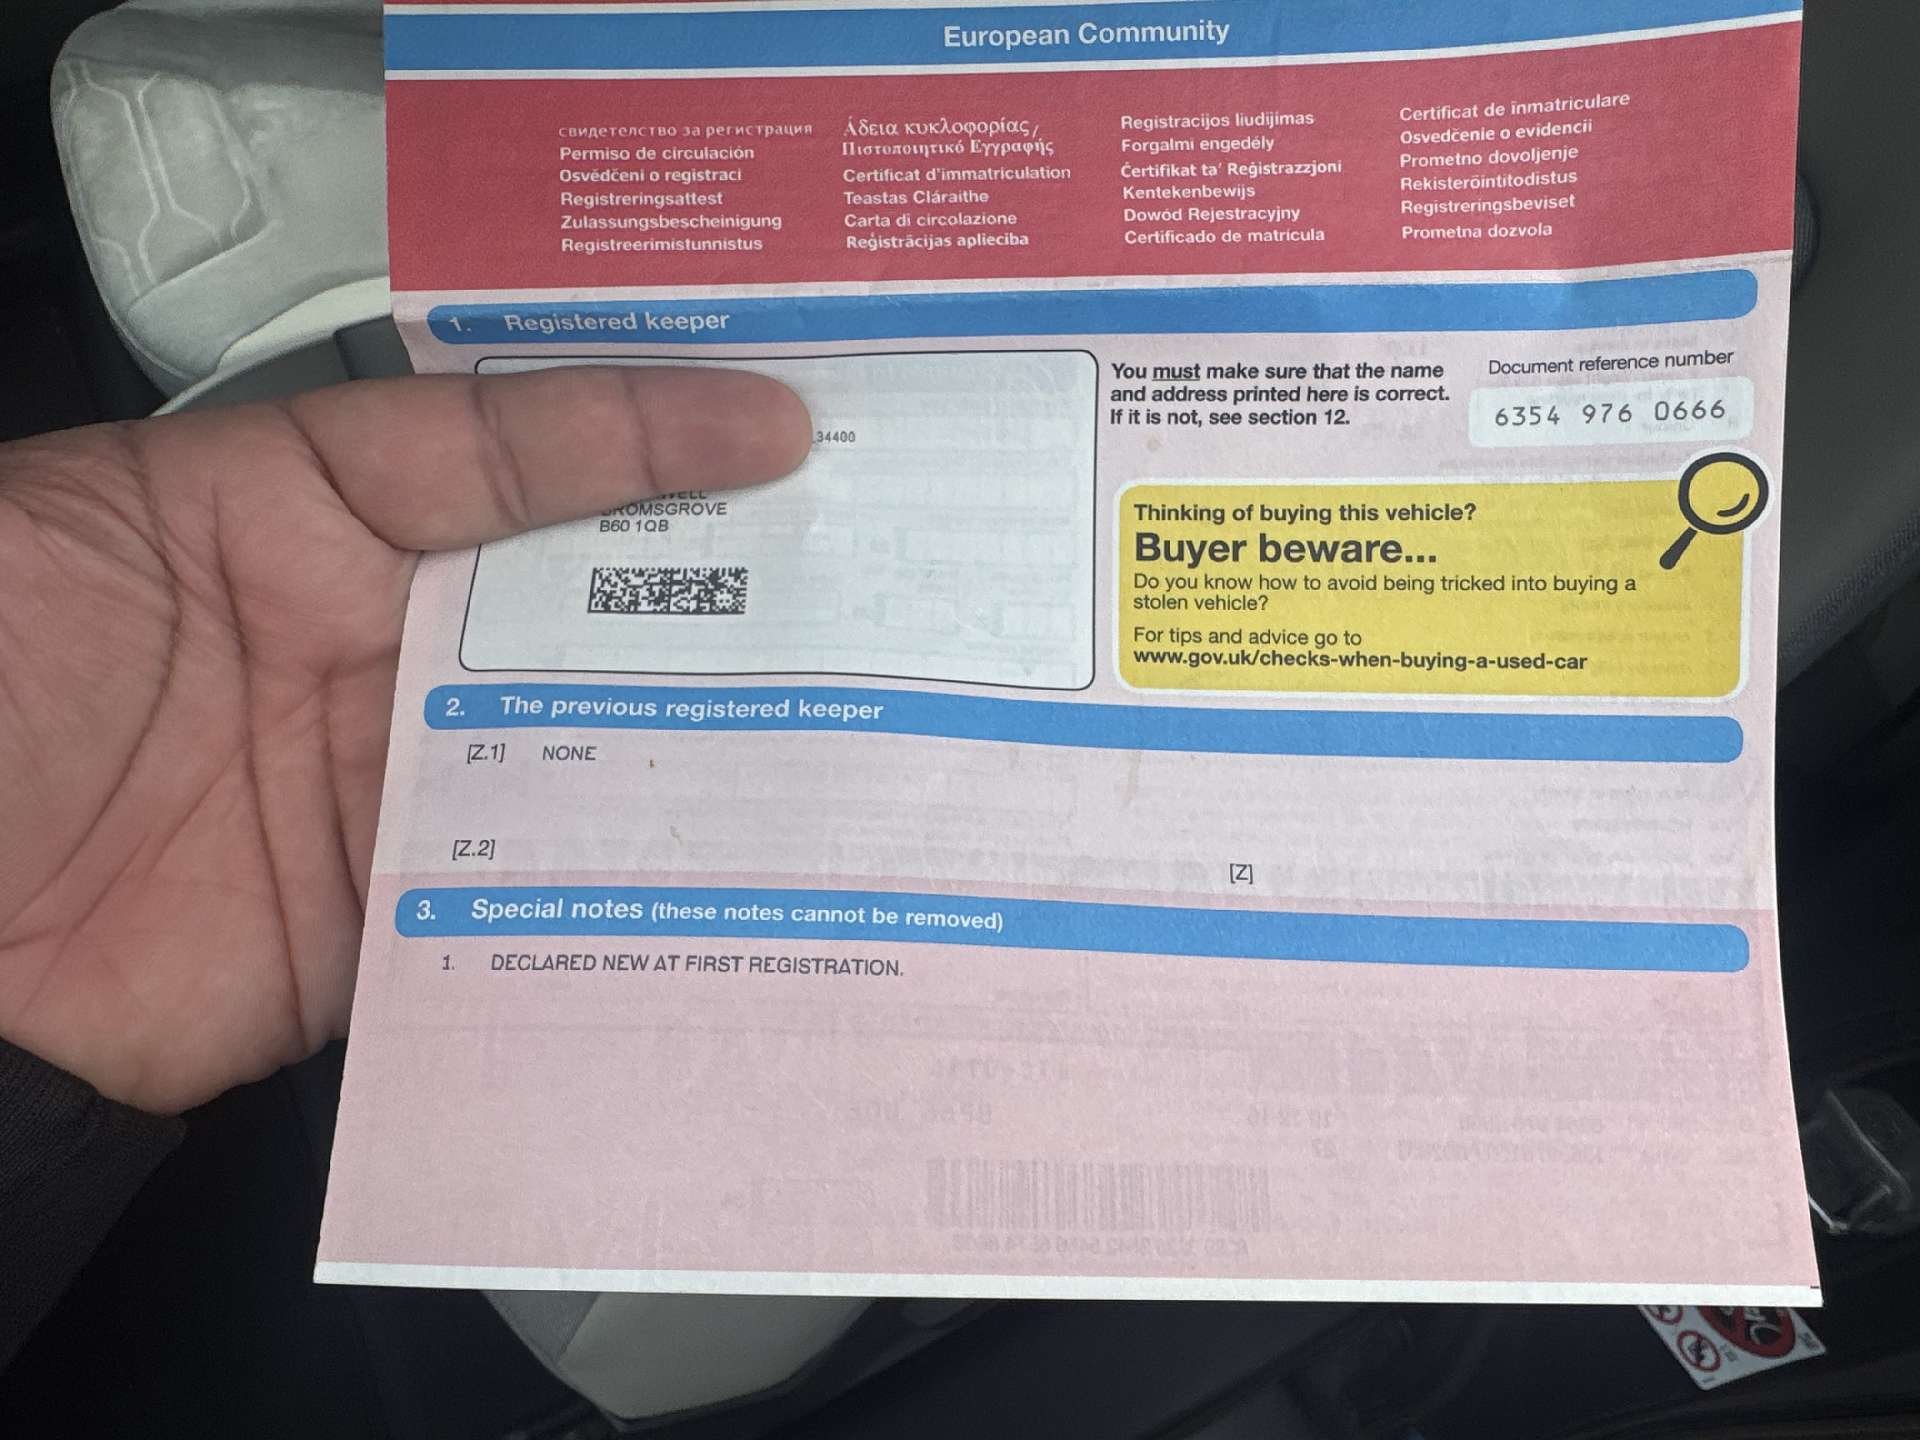 European Community
свидетелство за регистрация
Permiso de circulación
Osvědčení o registraci
Registreringsattest
Zulassungsbescheinigung
Registreerimistunnistus
Άδεια κυκλοφορίας/
Πιστοποιητικό Εγγραφής
Certificat d'immatriculation
Teastas Cláraithe
Carta di circolazione
Reģistrācijas apliecība
Registracijos liudijimas
Forgalmi engedély
Ċertifikat ta' Reġistrazzjoni
Kentekenbewijs
Dowód Rejestracyjny
Certificado de matrícula
Certificat de înmatriculare
Osvedčenie o evidencii
Prometno dovoljenje
Rekisteröintitodistus
Registreringsbeviset
Prometna dozvola
1. Registered keeper
34400
BROMSGROVE
B60 1QB
You must make sure that the name
and address printed here is correct.
If it is not, see section 12.
Document reference number
6354 976 0666
Thinking of buying this vehicle?
Buyer beware...
Do you know how to avoid being tricked into buying a
stolen vehicle?
For tips and advice go to
www.gov.uk/checks-when-buying-a-used-car
2. The previous registered keeper
[Z.1] NONE
[Z.2]
[Z]
3. Special notes (these notes cannot be removed)
1. DECLARED NEW AT FIRST REGISTRATION.